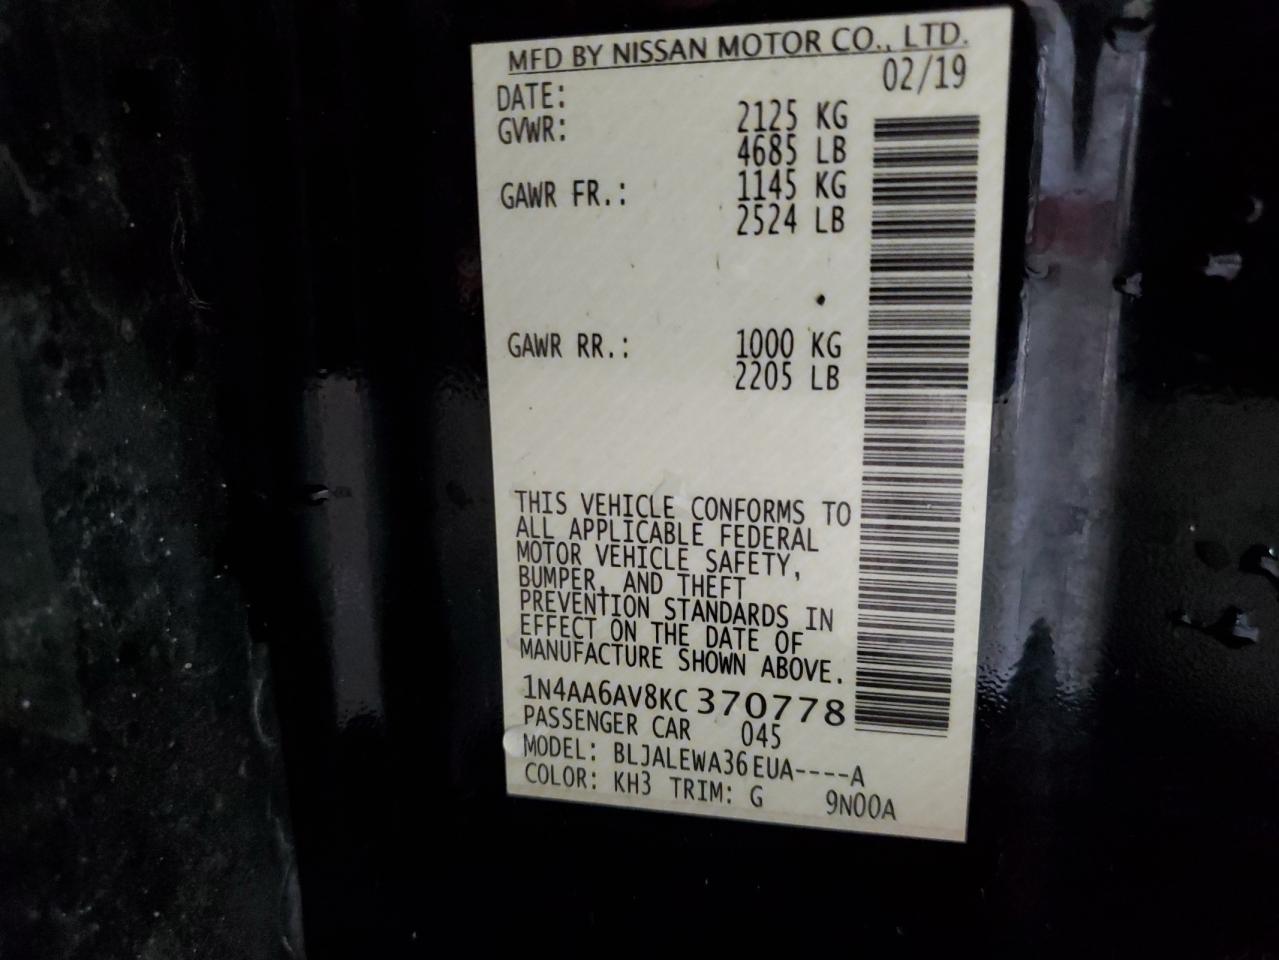 MFD BY NISSAN MOTOR CO., LTD.
DATE: 02/19
GVWR: 2125 KG
4685 LB
GAWR FR.: 1145 KG
2524 LB
GAWR RR.: 1000 KG
2205 LB
THIS VEHICLE CONFORMS TO
ALL APPLICABLE FEDERAL
MOTOR VEHICLE SAFETY,
BUMPER, AND THEFT
PREVENTION STANDARDS IN
EFFECT ON THE DATE OF
MANUFACTURE SHOWN ABOVE.
1N4AA6AV8KC370778
PASSENGER CAR 045
MODEL: BLJALEWA36EUA----A
COLOR: KH3 TRIM: G 9N00A